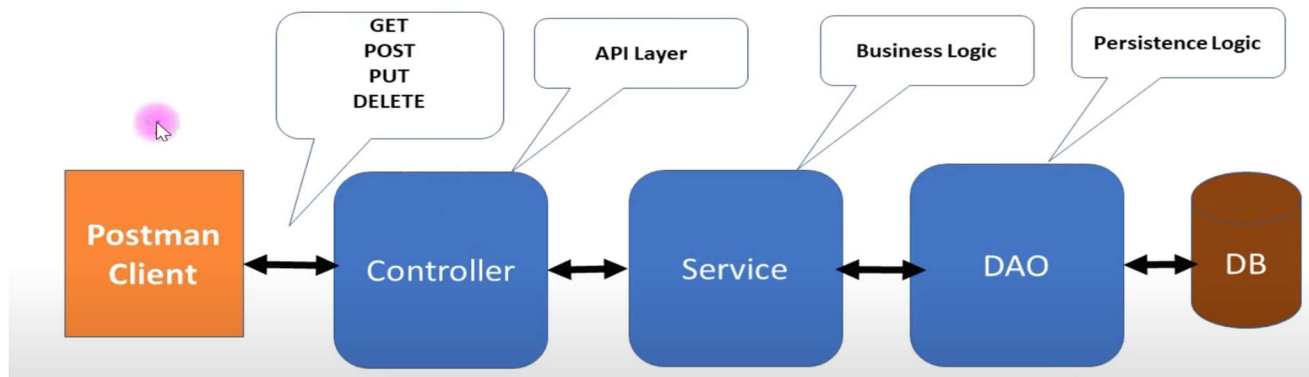 GET
POST
PUT
DELETE
API Layer
Business Logic
Persistence Logic
Postman
Client
Controller
Service
DAO
DB